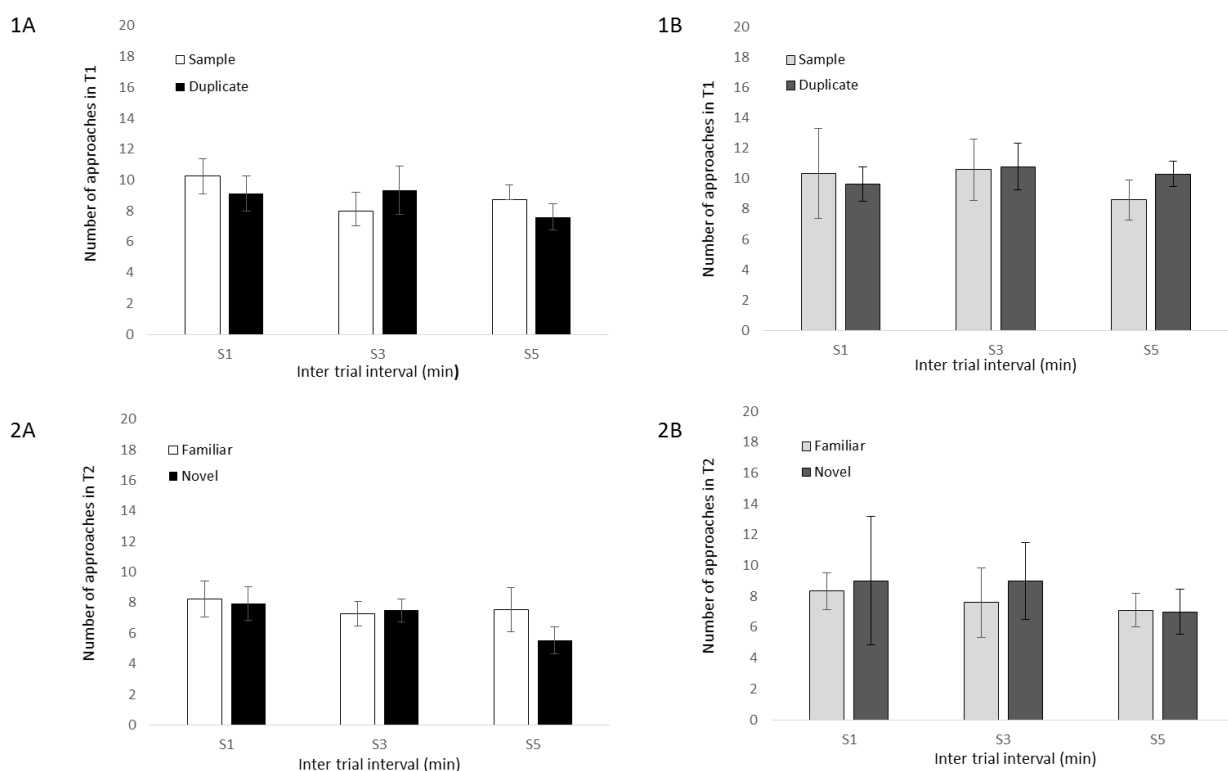 1A
Number of approaches in T1
20
18
16
14
12
10
8
6
4
2
0
Sample
Duplicate
S1 S3 S5
Inter trial interval (min)
1B
Number of approaches in T1
20
18
16
14
12
10
8
6
4
2
0
Sample
Duplicate
S1 S3 S5
Inter trial interval (min)
2A
Number of approaches in T2
20
18
16
14
12
10
8
6
4
2
0
Familiar
Novel
S1 S3 S5
Inter trial interval (min)
2B
Number of approaches in T2
20
18
16
14
12
10
8
6
4
2
0
Familiar
Novel
S1 S3 S5
Inter trial interval (min)